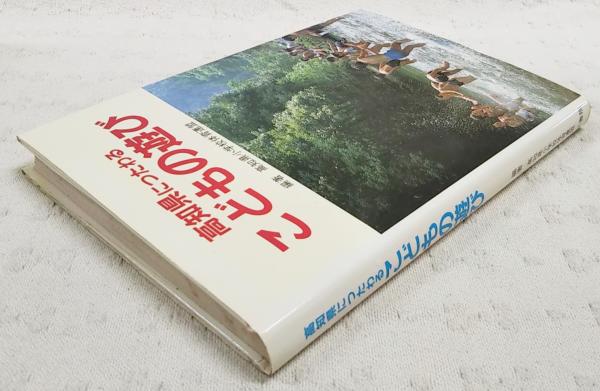 高知県につたわる
こどもの遊び
編著 高知県小学校体育連盟
高知県につたわる こどもの遊び